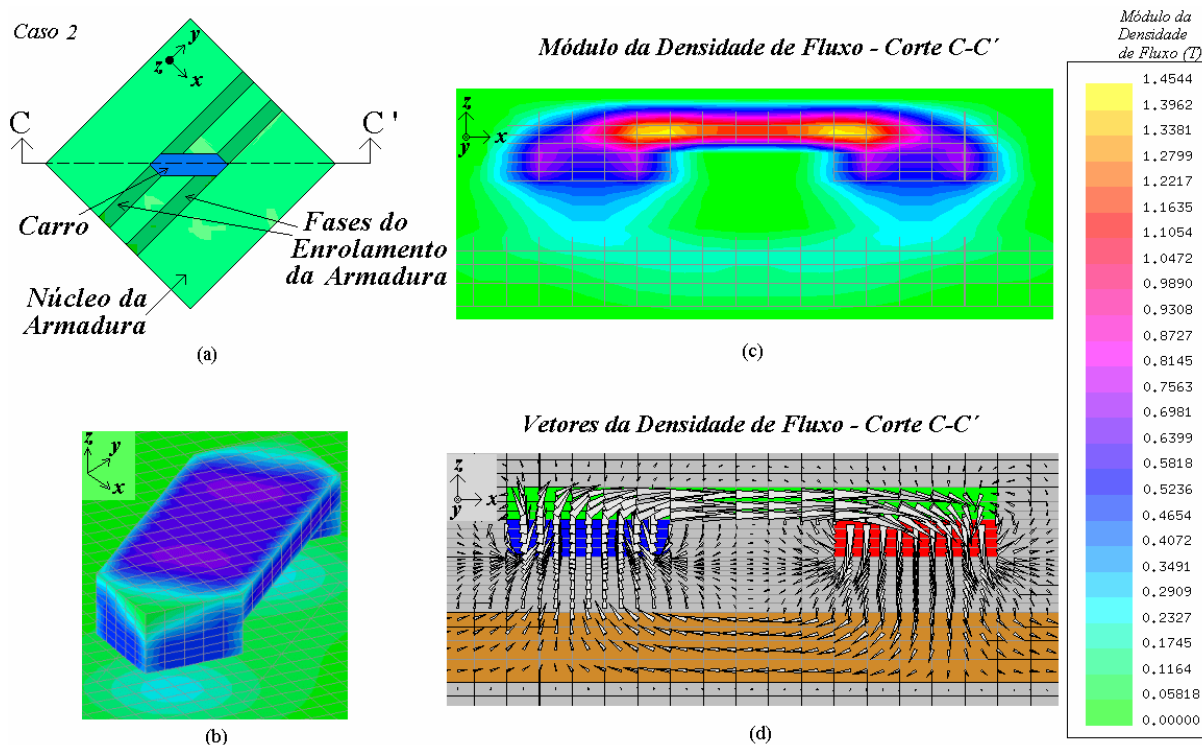 Caso 2
y
z
x
C
C'
Carro
Fases do
Enrolamento
da Armadura
Núcleo da
Armadura
(a)
Módulo da Densidade de Fluxo - Corte C-C´
z
y
x
(c)
z
y
x
(b)
Vetores da Densidade de Fluxo - Corte C-C´
z
y
x
(d)
Módulo da
Densidade
de Fluxo (T)
1.4544
1.3962
1.3381
1.2799
1.2217
1.1635
1.1054
1.0472
0.9890
0.9308
0.8727
0.8145
0.7563
0.6981
0.6399
0.5818
0.5236
0.4654
0.4072
0.3491
0.2909
0.2327
0.1745
0.1164
0.05818
0.00000